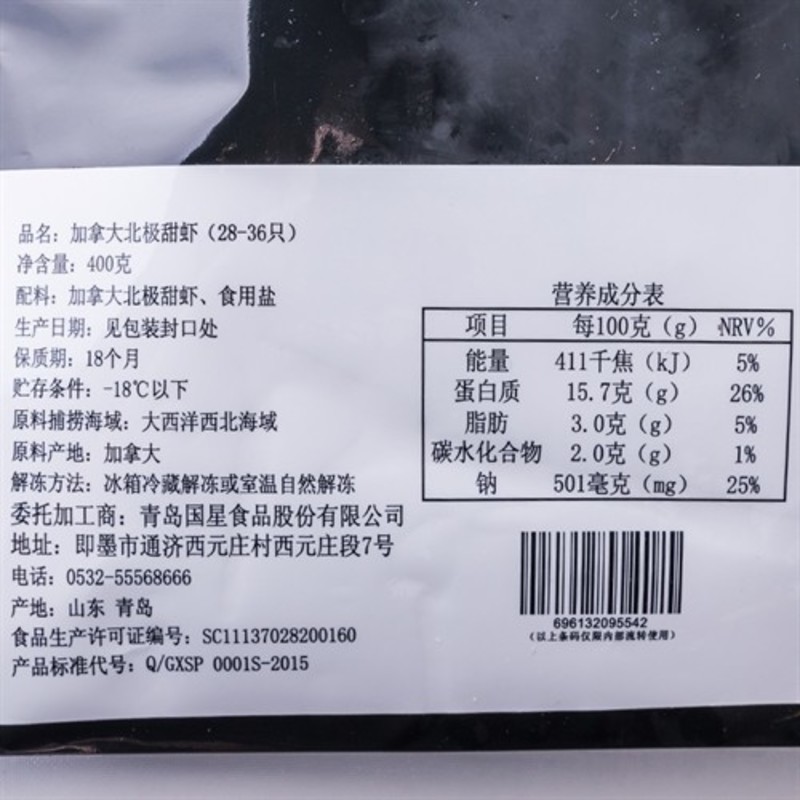 品名：加拿大北极甜虾（28-36只）
净含量：400克
配料：加拿大北极甜虾、食用盐
生产日期：见包装封口处
保质期：18个月
贮存条件：-18℃以下
原料捕捞海域：大西洋西北海域
原料产地：加拿大
解冻方法：冰箱冷藏解冻或室温自然解冻
委托加工商：青岛国星食品股份有限公司
地址：即墨市通济西元庄村西元庄段7号
电话：0532-55568666
产地：山东 青岛
食品生产许可证编号：SC11137028200160
产品标准代号：Q/GXSP 0001S-2015
营养成分表
项目 每100克（g） NRV%
能量 411千焦（kJ） 5%
蛋白质 15.7克（g） 26%
脂肪 3.0克（g） 5%
碳水化合物 2.0克（g） 1%
钠 501毫克（mg） 25%
696132095542
（以上条码仅限内部流转使用）